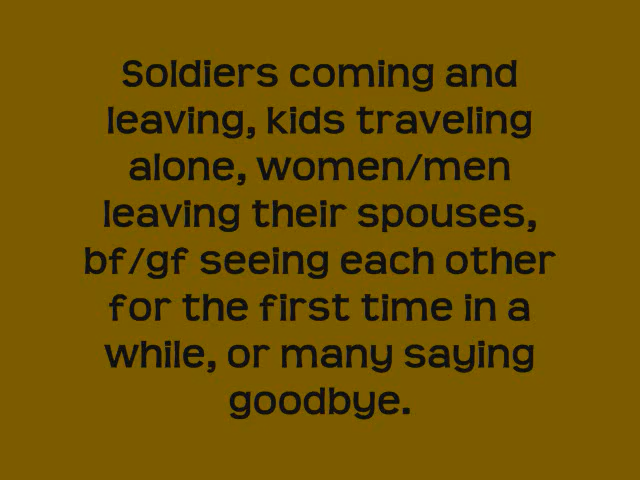 Soldiers coming and
leaving, kids traveling
alone, women/men
leaving their spouses,
bf/gf seeing each other
for the first time in a
while, or many saying
goodbye.